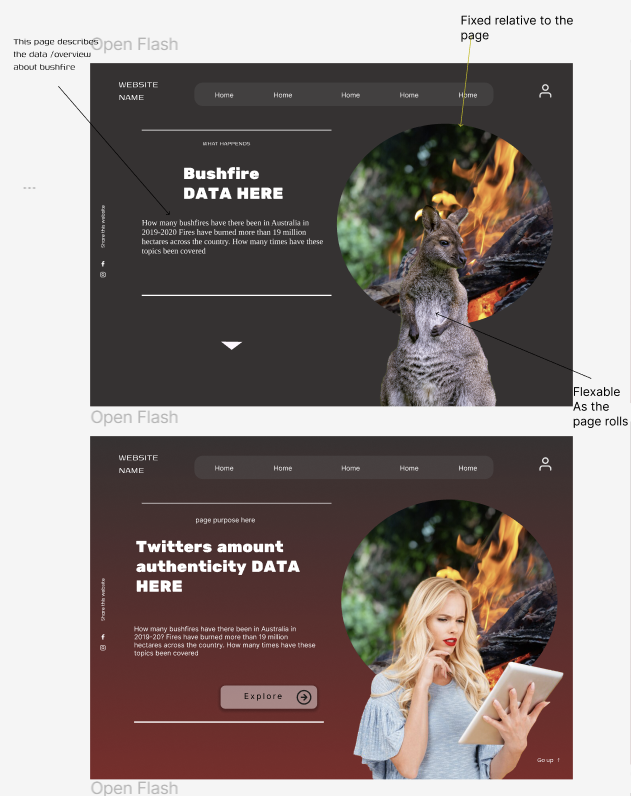 Fixed relative to the
page
This page describes
the data /overview
about bushfire
Open Flash
WEBSITE
NAME
Home
Home
Home
Home
Home
WHAT HAPPENDS
Bushfire
DATA HERE
How many bushfires have there been in Australia in
2019-2020 Fires have burned more than 19 million
hectares across the country. How many times have these
topics been covered
Share this website
Flexable
As the
page rolls
Open Flash
WEBSITE
NAME
Home
Home
Home
Home
Home
page purpose here
Twitters amount
authenticity DATA
HERE
How many bushfires have there been in Australia in
2019-20? Fires have burned more than 19 million
hectares across the country. How many times have these
topics been covered
Share this website
Explore
Go up ↑
Open Flash